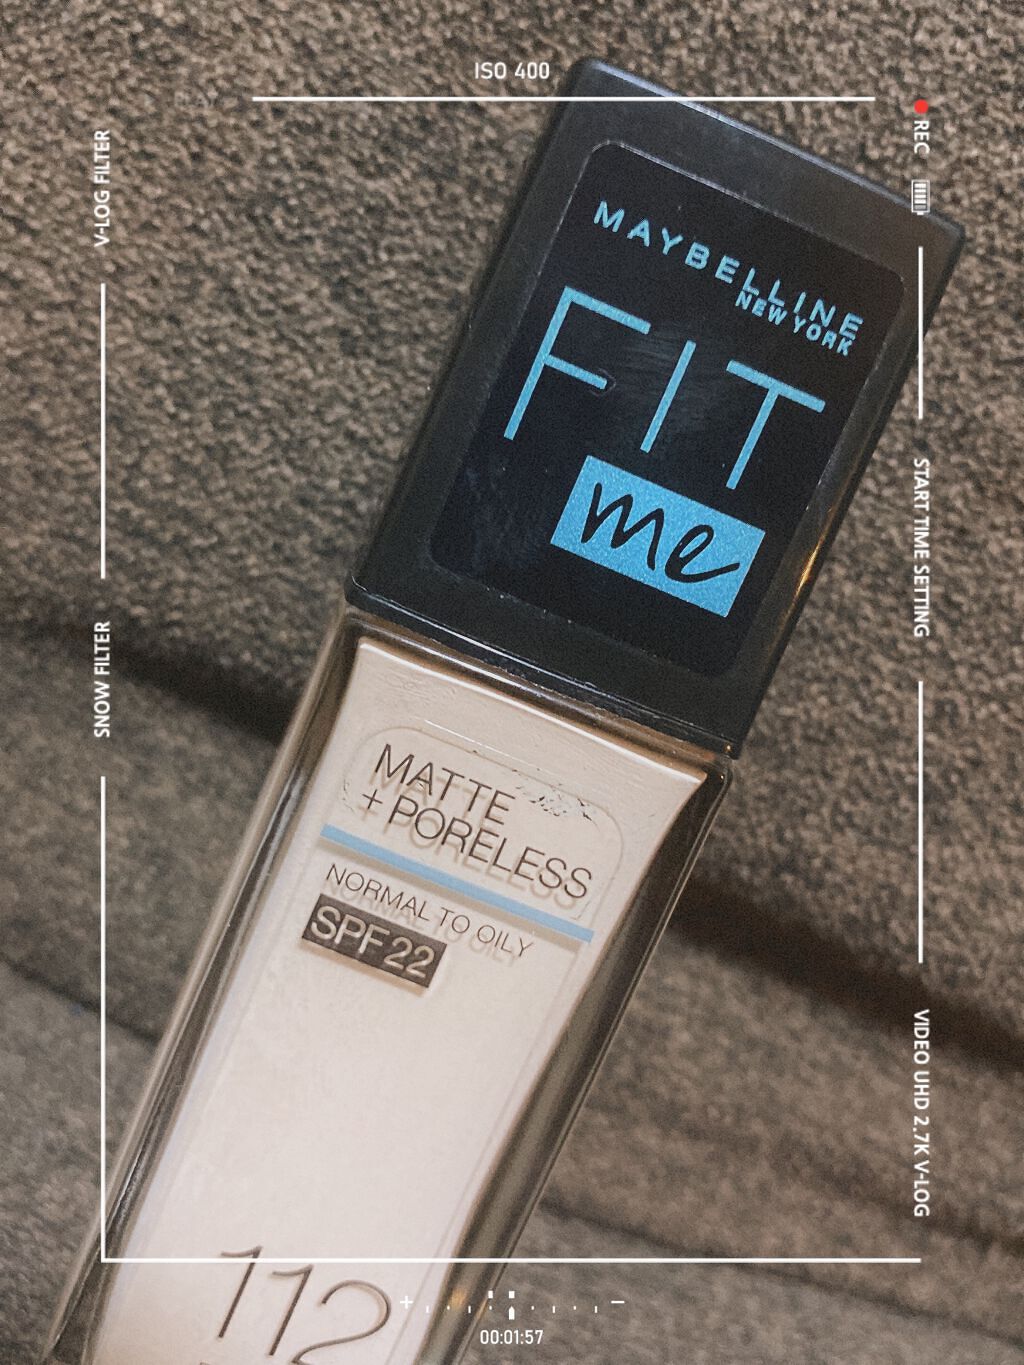 ISO 400
REC
V-LOG FILTER
MAYBELLINE
NEW YORK
FIT
me
START TIME SETTING
SNOW FILTER
MATTE
+ PORELESS
NORMAL TO OILY
SPF 22
VIDEO UHD 2.7K V-LOG
112
00:01:57